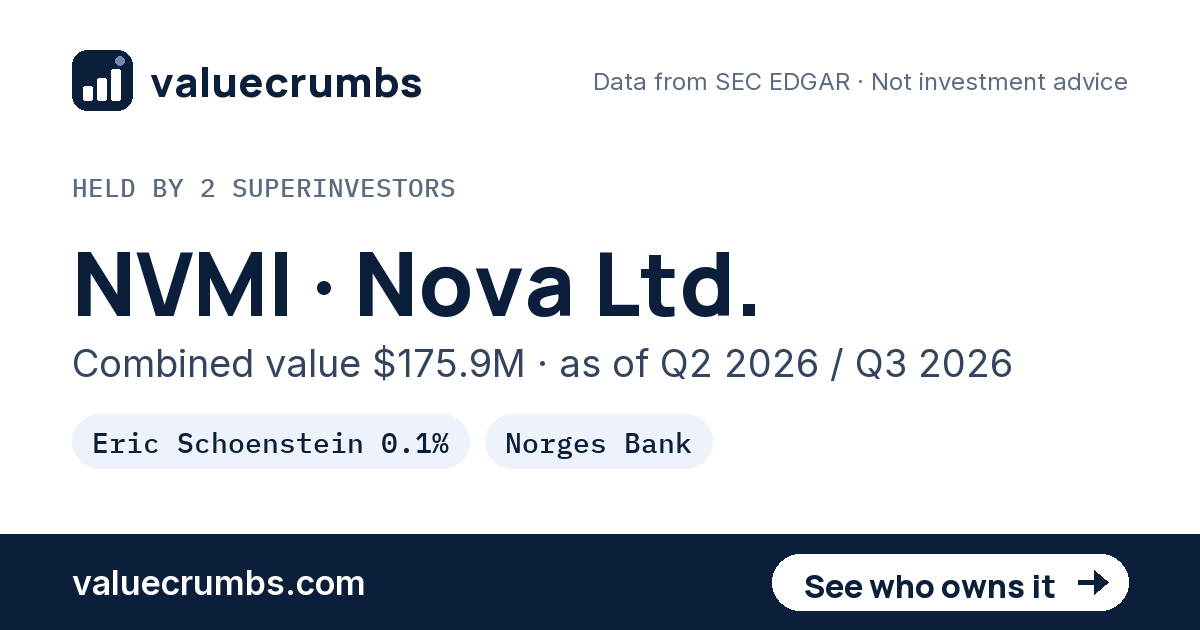 valuecrumbs
Data from SEC EDGAR · Not investment advice
HELD BY 2 SUPERINVESTORS
NVMI · Nova Ltd.
Combined value $175.9M · as of Q2 2026 / Q3 2026
Eric Schoenstein 0.1%
Norges Bank
valuecrumbs.com
See who owns it →